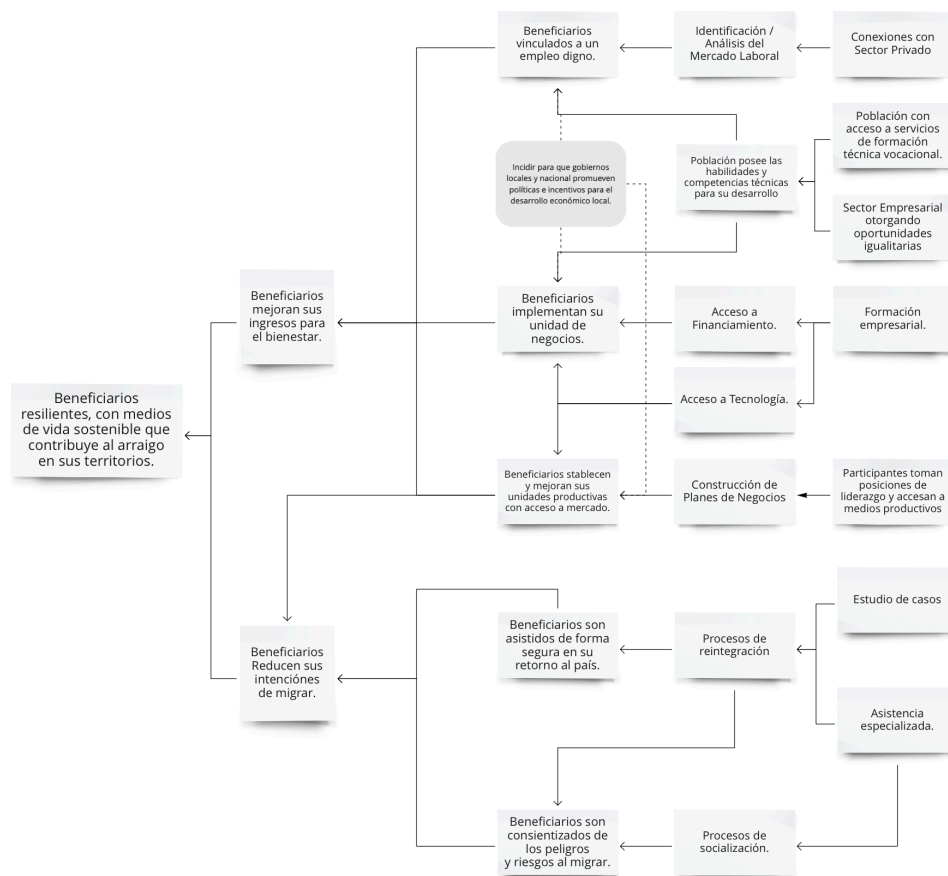 Beneficiarios
vinculados a un
empleo digno.
Identificación /
Análisis del
Mercado Laboral
Conexiones con
Sector Privado
Población con
acceso a servicios
de formación
técnica vocacional.
Incidir para que gobiernos
locales y nacional promueven
políticas e incentivos para el
desarrollo económico local.
Población posee las
habilidades y
competencias técnicas
para su desarrollo
Sector Empresarial
otorgando
oportunidades
igualitarias
Beneficiarios
mejoran sus
ingresos para
el bienestar.
Beneficiarios
implementan su
unidad de
negocios.
Acceso a
Financiamiento.
Formación
empresarial.
Beneficiarios
resilientes, con medios
de vida sostenible que
contribuye al arraigo
en sus territorios.
Acceso a Tecnología.
Beneficiarios stablecen
y mejoran sus
unidades productivas
con acceso a mercado.
Construcción de
Planes de Negocios
Participantes toman
posiciones de
liderazgo y accesan a
medios productivos
Estudio de casos
Beneficiarios
Reducen sus
intenciónes
de migrar.
Beneficiarios son
asistidos de forma
segura en su
retorno al país.
Procesos de
reintegración
Asistencia
especializada.
Beneficiarios son
consientizados de
los peligros
y riesgos al migrar.
Procesos de
socialización.